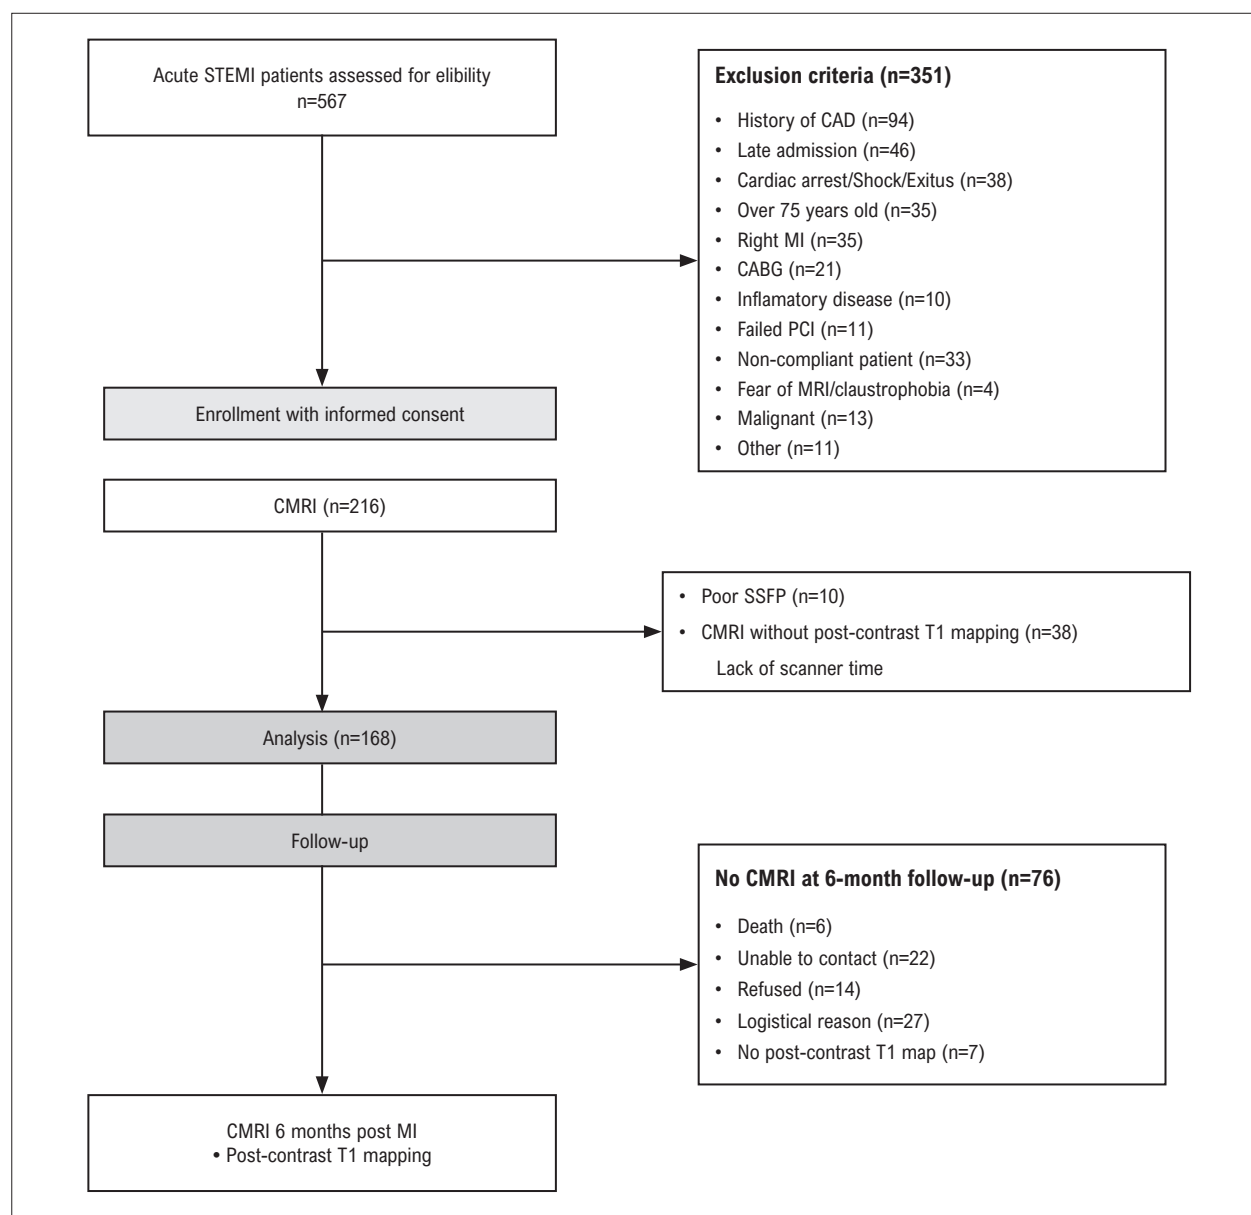 Acute STEMI patients assessed for elibility
n=567
Exclusion criteria (n=351)
• History of CAD (n=94)
• Late admission (n=46)
• Cardiac arrest/Shock/Exitus (n=38)
• Over 75 years old (n=35)
• Right MI (n=35)
• CABG (n=21)
• Inflamatory disease (n=10)
• Failed PCI (n=11)
• Non-compliant patient (n=33)
• Fear of MRI/claustrophobia (n=4)
• Malignant (n=13)
• Other (n=11)
Enrollment with informed consent
CMRI (n=216)
• Poor SSFP (n=10)
• CMRI without post-contrast T1 mapping (n=38)
Lack of scanner time
Analysis (n=168)
Follow-up
No CMRI at 6-month follow-up (n=76)
• Death (n=6)
• Unable to contact (n=22)
• Refused (n=14)
• Logistical reason (n=27)
• No post-contrast T1 map (n=7)
CMRI 6 months post MI
• Post-contrast T1 mapping